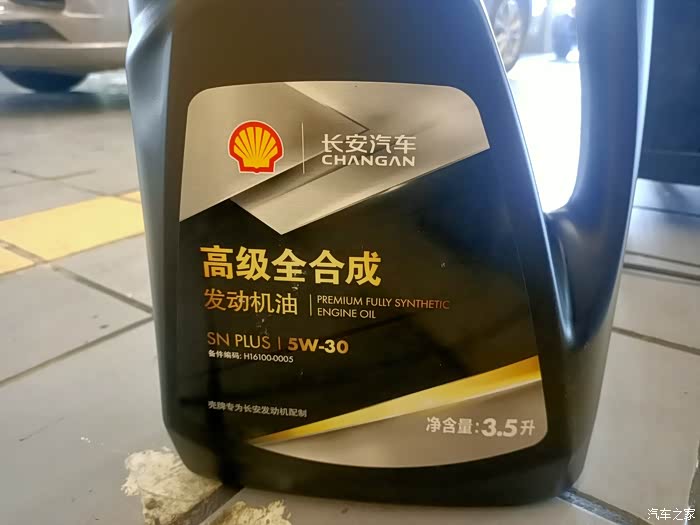 长安汽车
CHANGAN
高级全合成
发动机油 | PREMIUM FULLY SYNTHETIC
ENGINE OIL
SN PLUS | 5W-30
备件编码: H16100-0005
壳牌专为长安发动机配制
净含量: 3.5升
汽车之家